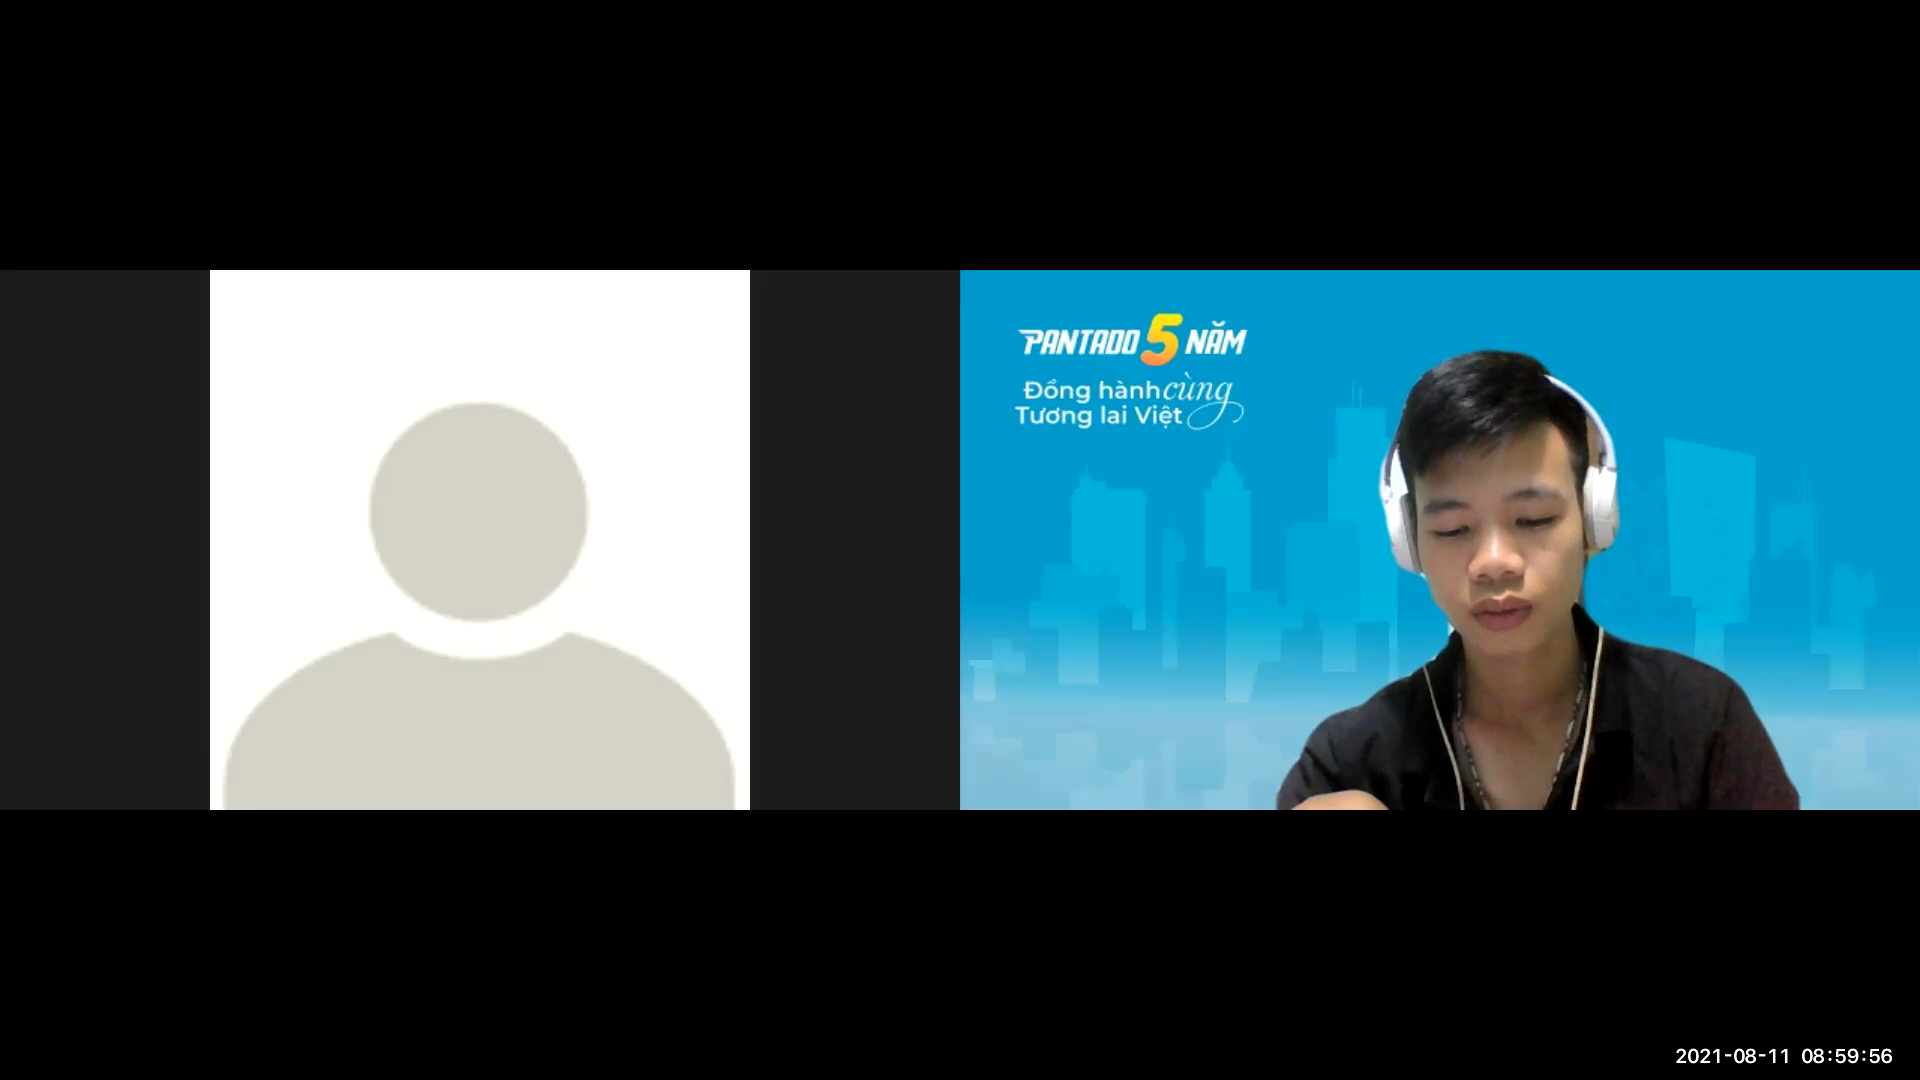 PANTADO 5 NĂM
Đồng hành cùng
Tương lai Việt
2021-08-11 08:59:56